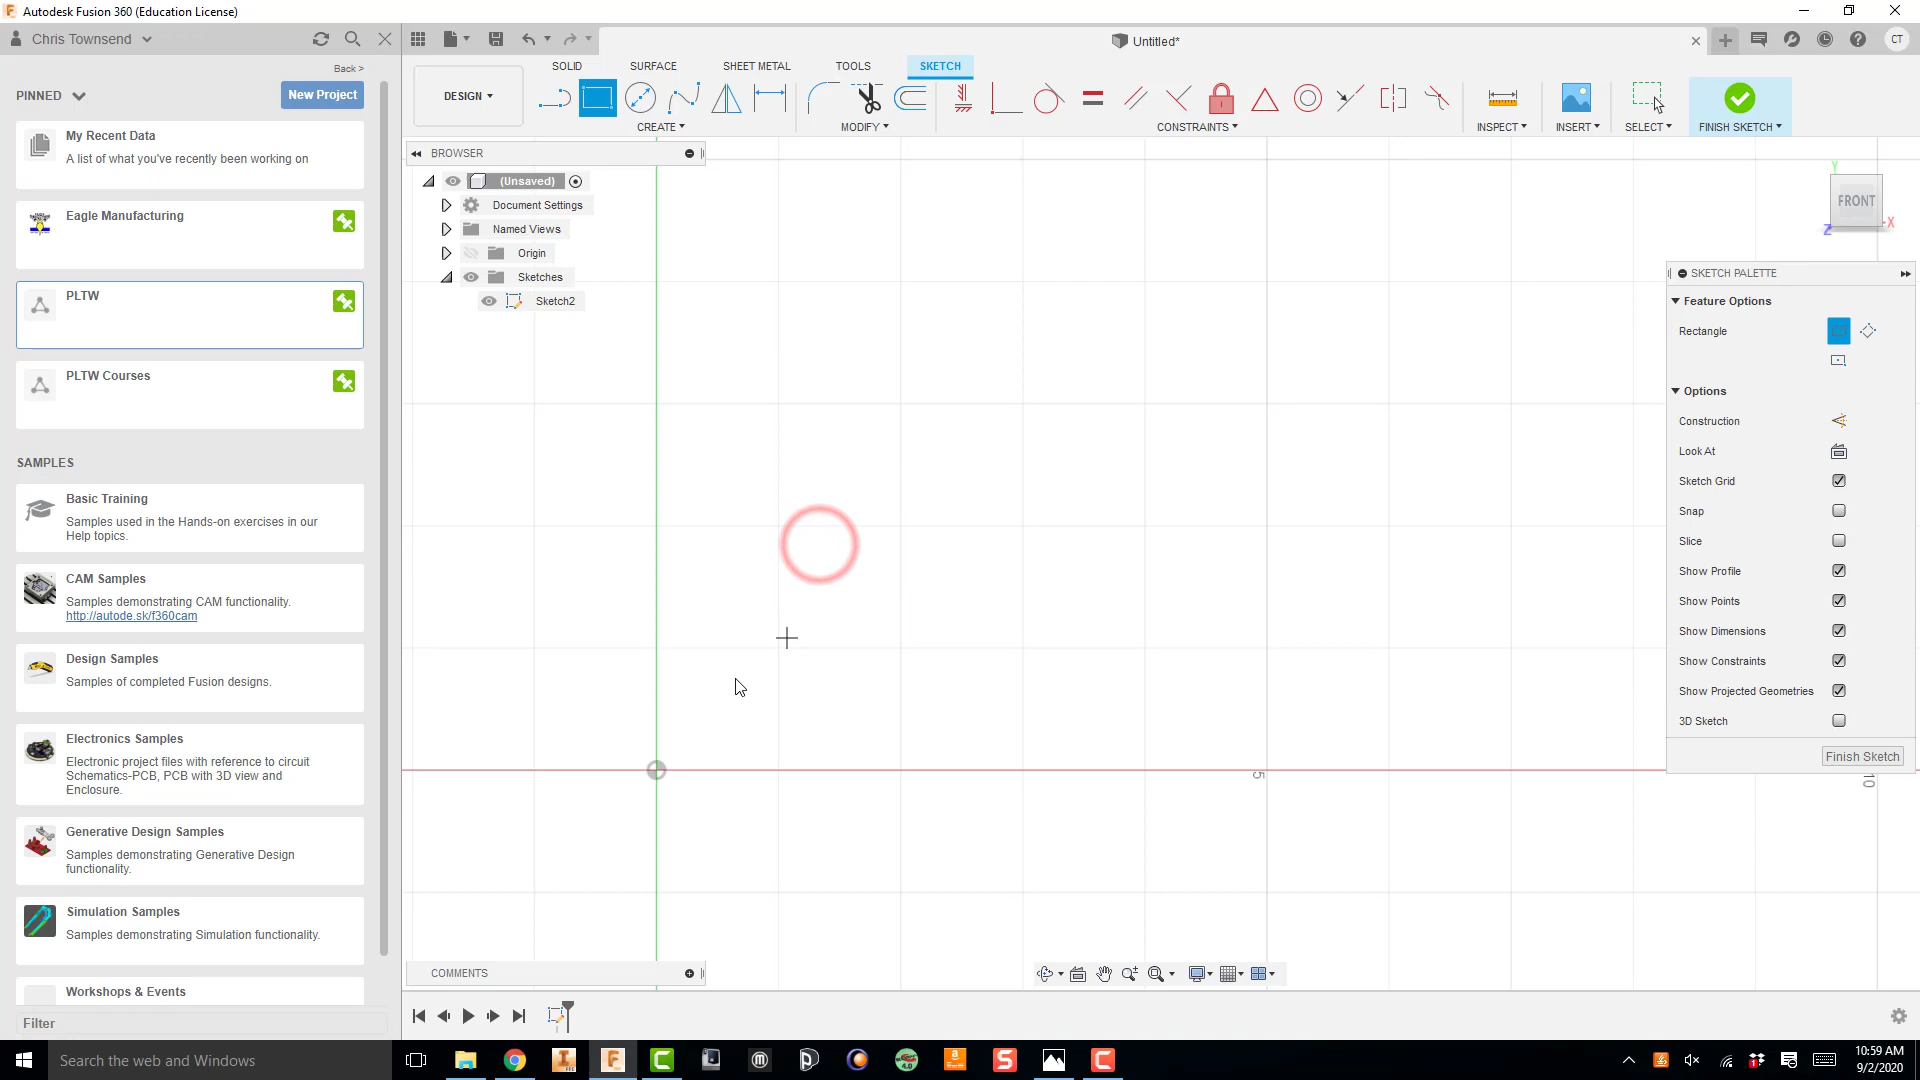 Autodesk Fusion 360 (Education License)
Chris Townsend
Untitled*
CT
Back >
PINNED
New Project
My Recent Data
A list of what you've recently been working on
Eagle Manufacturing
PLTW
PLTW Courses
SAMPLES
Basic Training
Samples used in the Hands-on exercises in our
Help topics.
CAM Samples
Samples demonstrating CAM functionality.
http://autode.sk/f360cam
Design Samples
Samples of completed Fusion designs.
Electronics Samples
Electronic project files with reference to circuit
Schematics-PCB, PCB with 3D view and
Enclosure.
Generative Design Samples
Samples demonstrating Generative Design
functionality.
Simulation Samples
Samples demonstrating Simulation functionality.
Workshops & Events
Filter
SOLID
SURFACE
SHEET METAL
TOOLS
SKETCH
DESIGN
CREATE
MODIFY
CONSTRAINTS
INSPECT
INSERT
SELECT
FINISH SKETCH
BROWSER
(Unsaved)
Document Settings
Named Views
Origin
Sketches
Sketch2
Y
FRONT
X
Z
SKETCH PALETTE
Feature Options
Rectangle
Options
Construction
Look At
Sketch Grid
Snap
Slice
Show Profile
Show Points
Show Dimensions
Show Constraints
Show Projected Geometries
3D Sketch
Finish Sketch
5
10
COMMENTS
Search the web and Windows
10:59 AM
9/2/2020